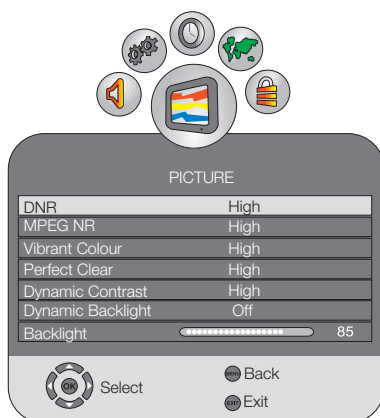 PICTURE
DNR High
MPEG NR High
Vibrant Colour High
Perfect Clear High
Dynamic Contrast High
Dynamic Backlight Off
Backlight 85
OK Select
MENU Back
EXIT Exit